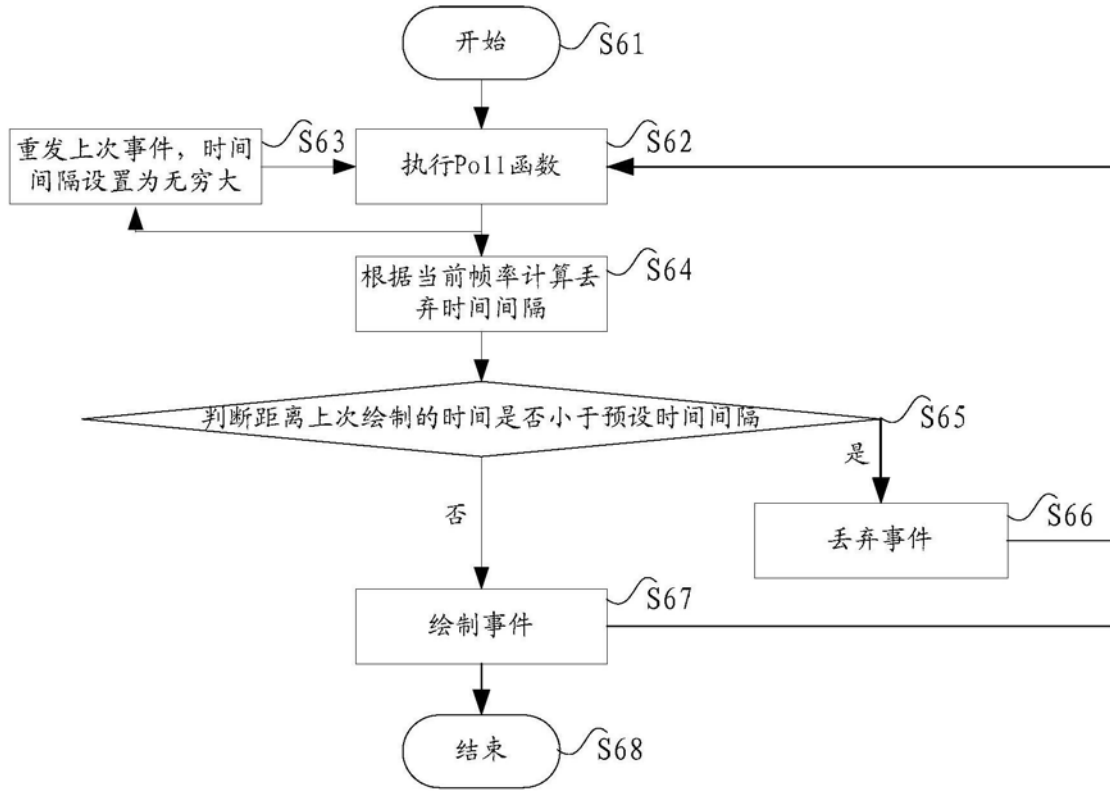 开始
S61
重发上次事件，时间
间隔设置为无穷大
S63
执行Poll函数
S62
根据当前帧率计算丢
弃时间间隔
S64
判断距离上次绘制的时间是否小于预设时间间隔
S65
是
否
丢弃事件
S66
绘制事件
S67
结束
S68